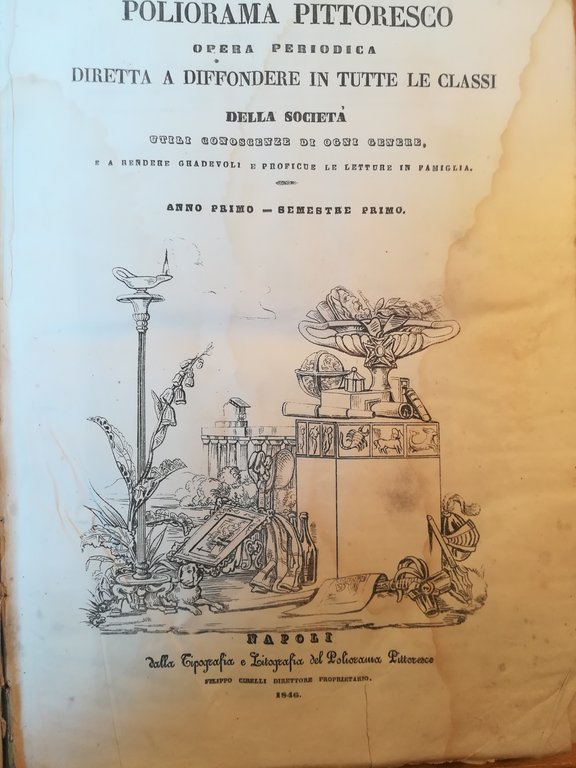 POLIORAMA PITTORESCO
OPERA PERIODICA
DIRETTA A DIFFONDERE IN TUTTE LE CLASSI
DELLA SOCIETÀ
UTILI CONOSCENZE DI OGNI GENERE,
E A RENDERE GRADEVOLI E PROFICUE LE LETTURE IN FAMIGLIA.
ANNO PRIMO — SEMESTRE PRIMO.
NAPOLI
dalla Tipografia e Litografia del Poliorama Pittoresco
FILIPPO CIRELLI DIRETTORE PROPRIETARIO.
1846.